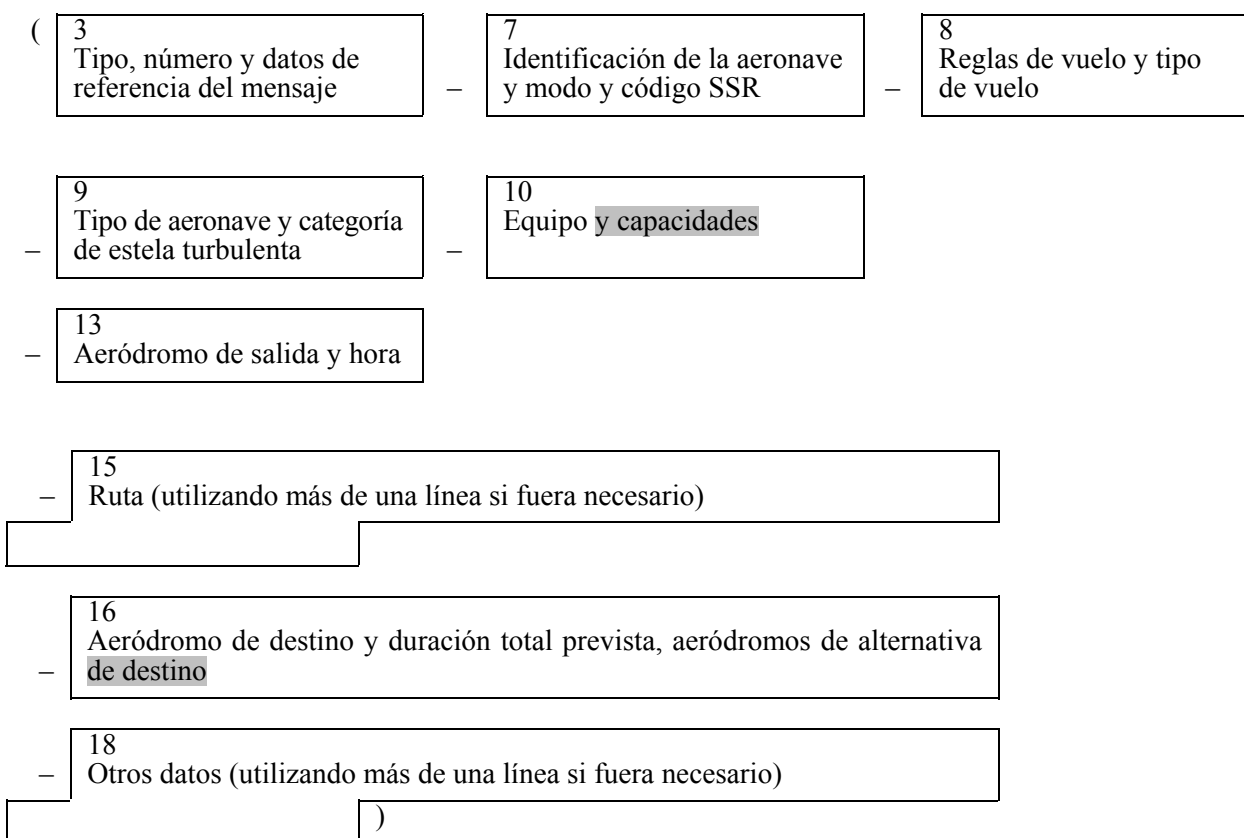 ( 3 7 8
Tipo, número y datos de Identificación de la aeronave Reglas de vuelo y tipo
referencia del mensaje – y modo y código SSR – de vuelo
9 10
Tipo de aeronave y categoría Equipo y capacidades
– de estela turbulenta –
13
– Aeródromo de salida y hora
15
– Ruta (utilizando más de una línea si fuera necesario)
16
Aeródromo de destino y duración total prevista, aeródromos de alternativa
– de destino
18
– Otros datos (utilizando más de una línea si fuera necesario)
)